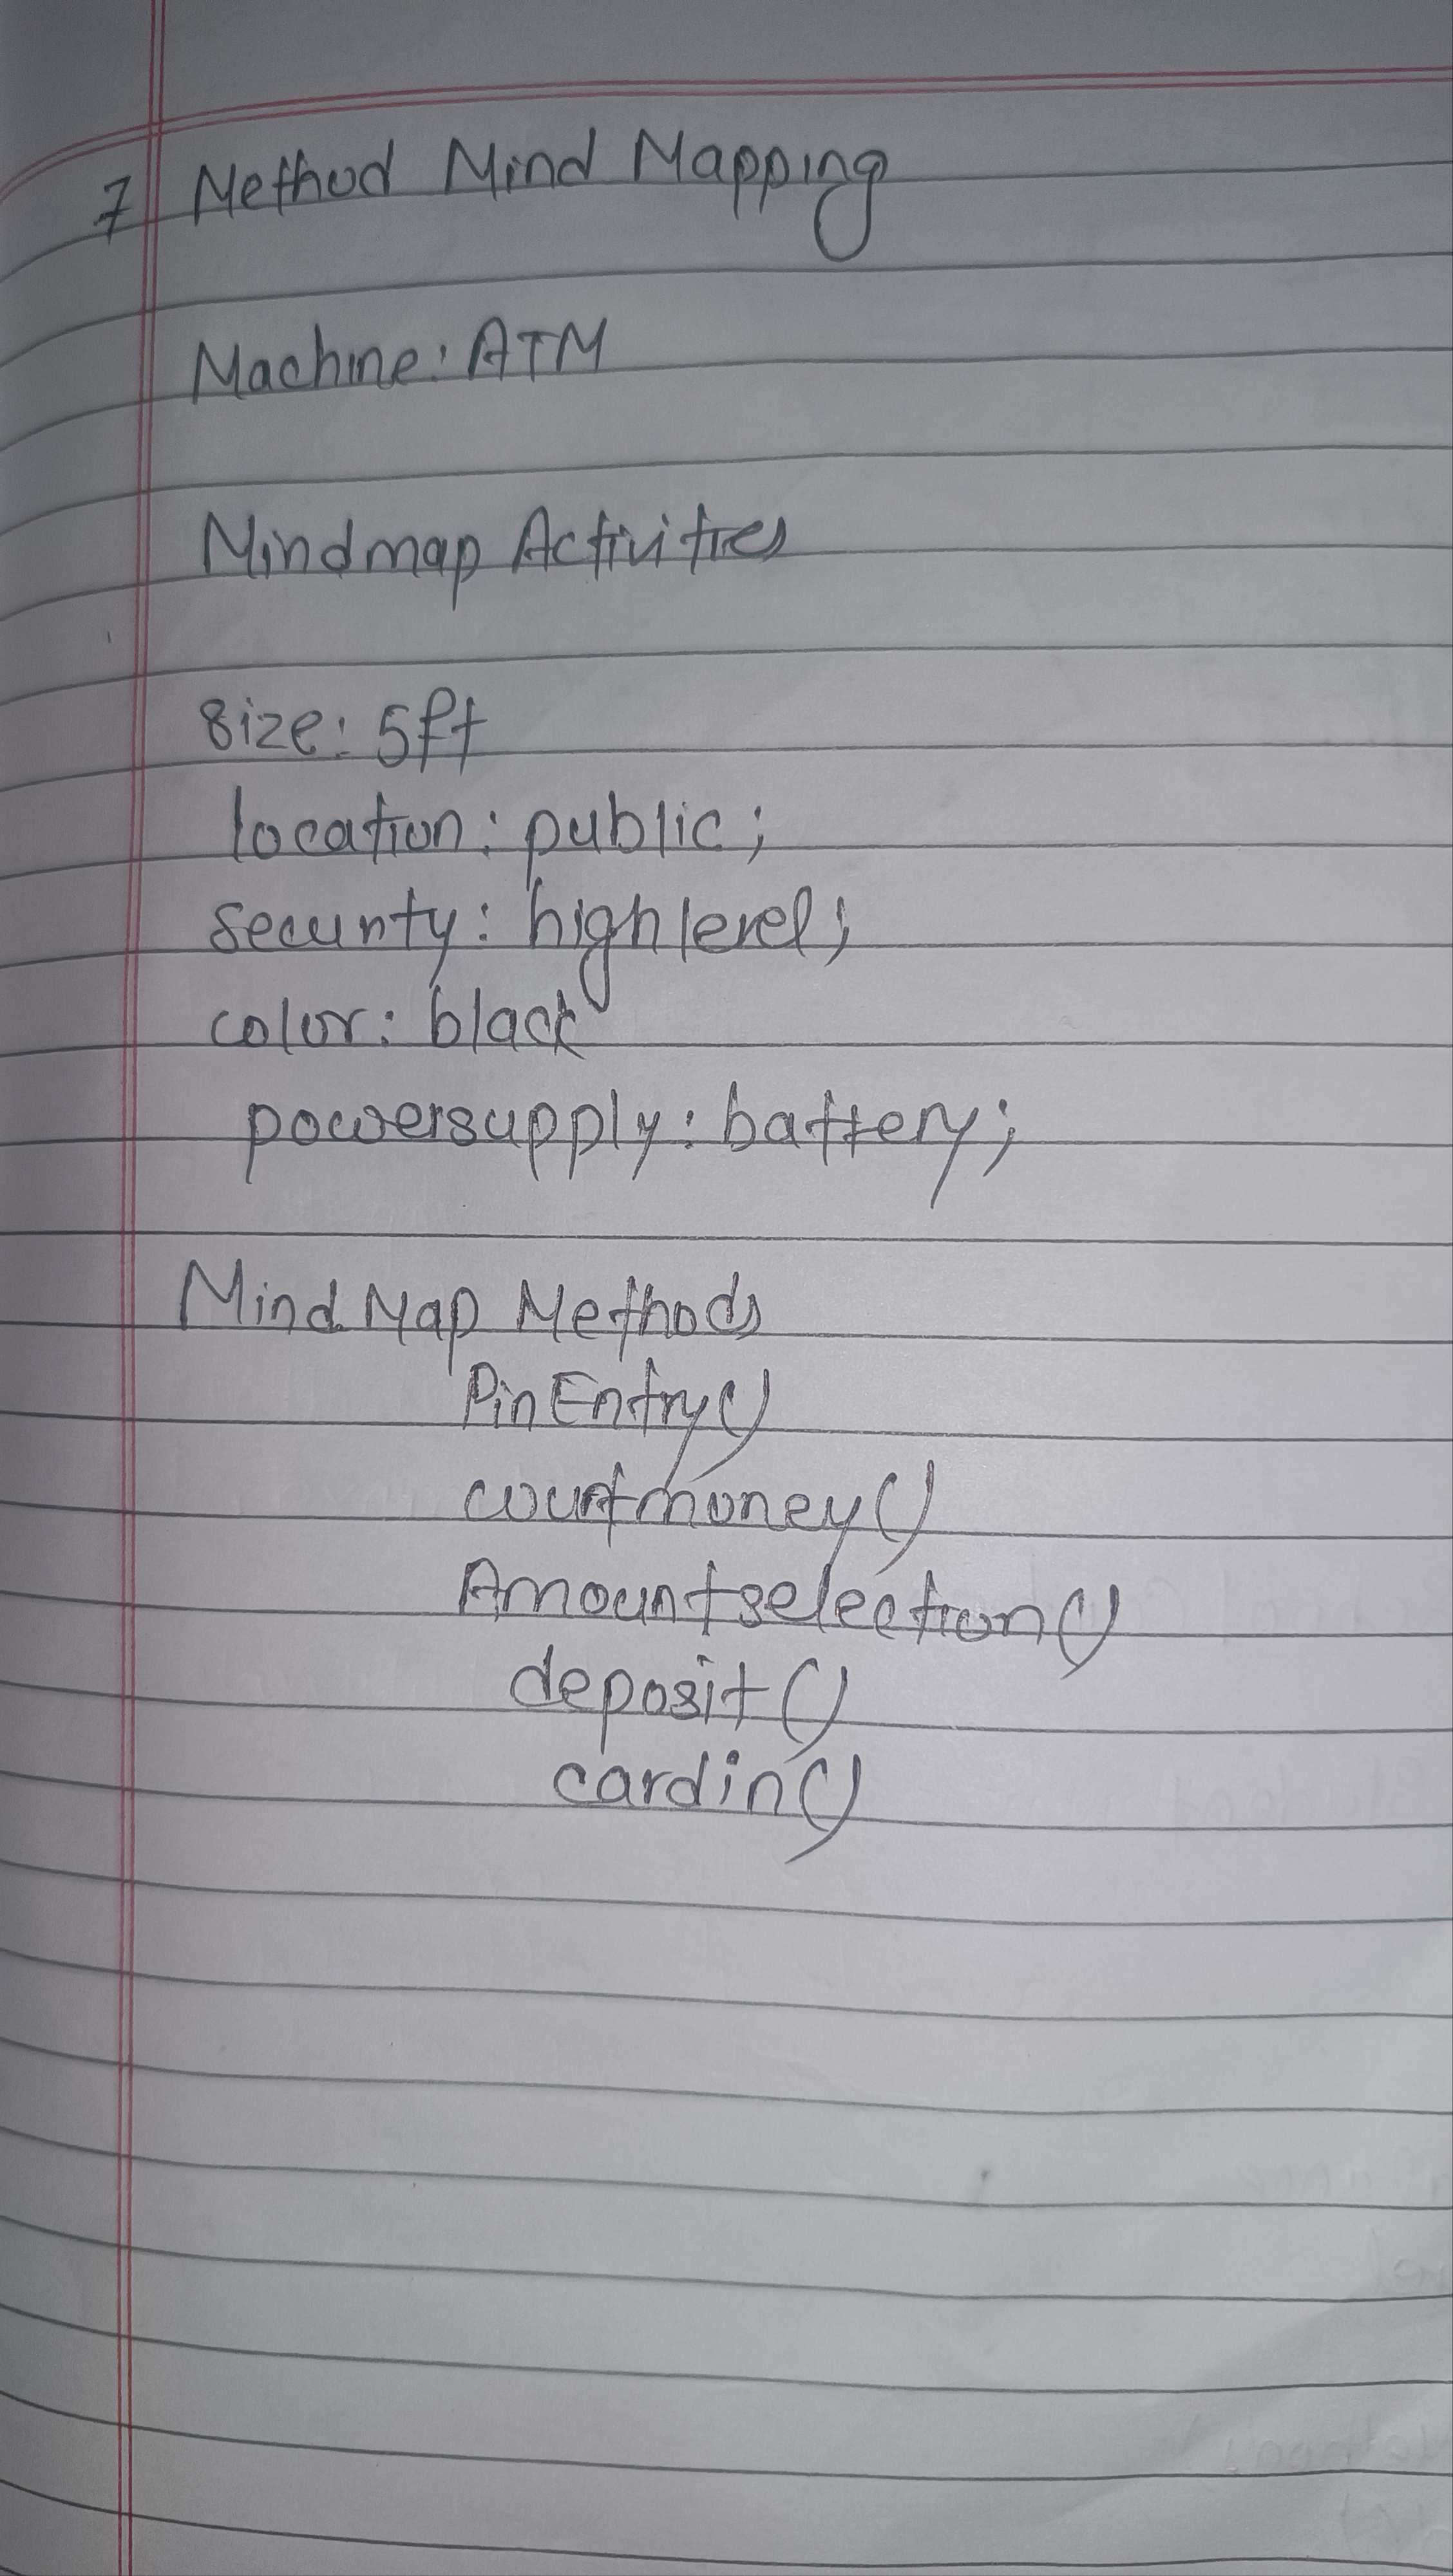 7 Method Mind Mapping
Machine: ATM
Mindmap Activities
Size: 5ft
location: public;
security: high level;
color: black
powersupply: battery;
Mind Map Methods
PinEntry()
countmoney()
Amountselection()
deposit()
cardin()